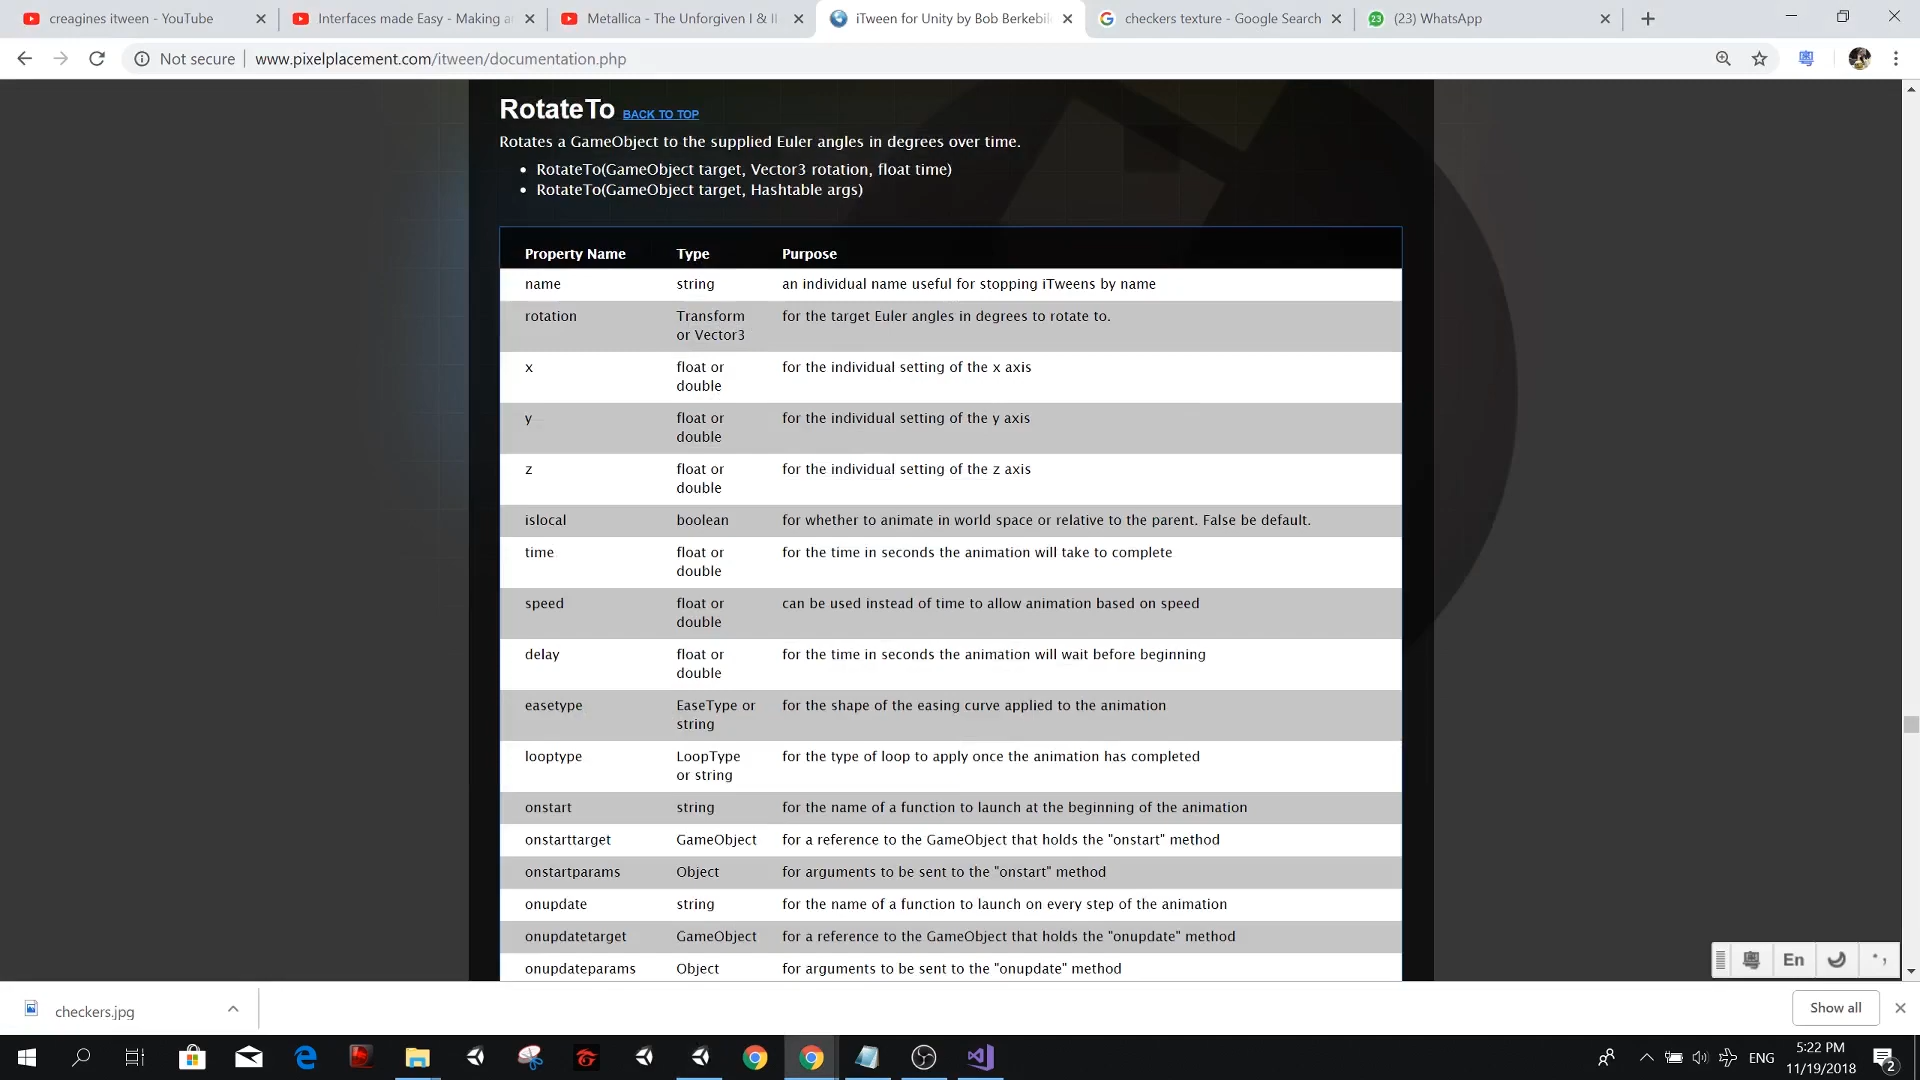 creagines itween - YouTube
Interfaces made Easy - Making a
Metallica - The Unforgiven I & II
iTween for Unity by Bob Berkebil
checkers texture - Google Search
(23) WhatsApp
Not secure
www.pixelplacement.com/itween/documentation.php
RotateTo BACK TO TOP
Rotates a GameObject to the supplied Euler angles in degrees over time.
• RotateTo(GameObject target, Vector3 rotation, float time)
• RotateTo(GameObject target, Hashtable args)
Property Name Type Purpose
name string an individual name useful for stopping iTweens by name
rotation Transform for the target Euler angles in degrees to rotate to.
or Vector3
x float or for the individual setting of the x axis
double
y float or for the individual setting of the y axis
double
z float or for the individual setting of the z axis
double
islocal boolean for whether to animate in world space or relative to the parent. False be default.
time float or for the time in seconds the animation will take to complete
double
speed float or can be used instead of time to allow animation based on speed
double
delay float or for the time in seconds the animation will wait before beginning
double
easetype EaseType or for the shape of the easing curve applied to the animation
string
looptype LoopType for the type of loop to apply once the animation has completed
or string
onstart string for the name of a function to launch at the beginning of the animation
onstarttarget GameObject for a reference to the GameObject that holds the "onstart" method
onstartparams Object for arguments to be sent to the "onstart" method
onupdate string for the name of a function to launch on every step of the animation
onupdatetarget GameObject for a reference to the GameObject that holds the "onupdate" method
onupdateparams Object for arguments to be sent to the "onupdate" method
En
checkers.jpg
Show all
ENG
5:22 PM
11/19/2018
2